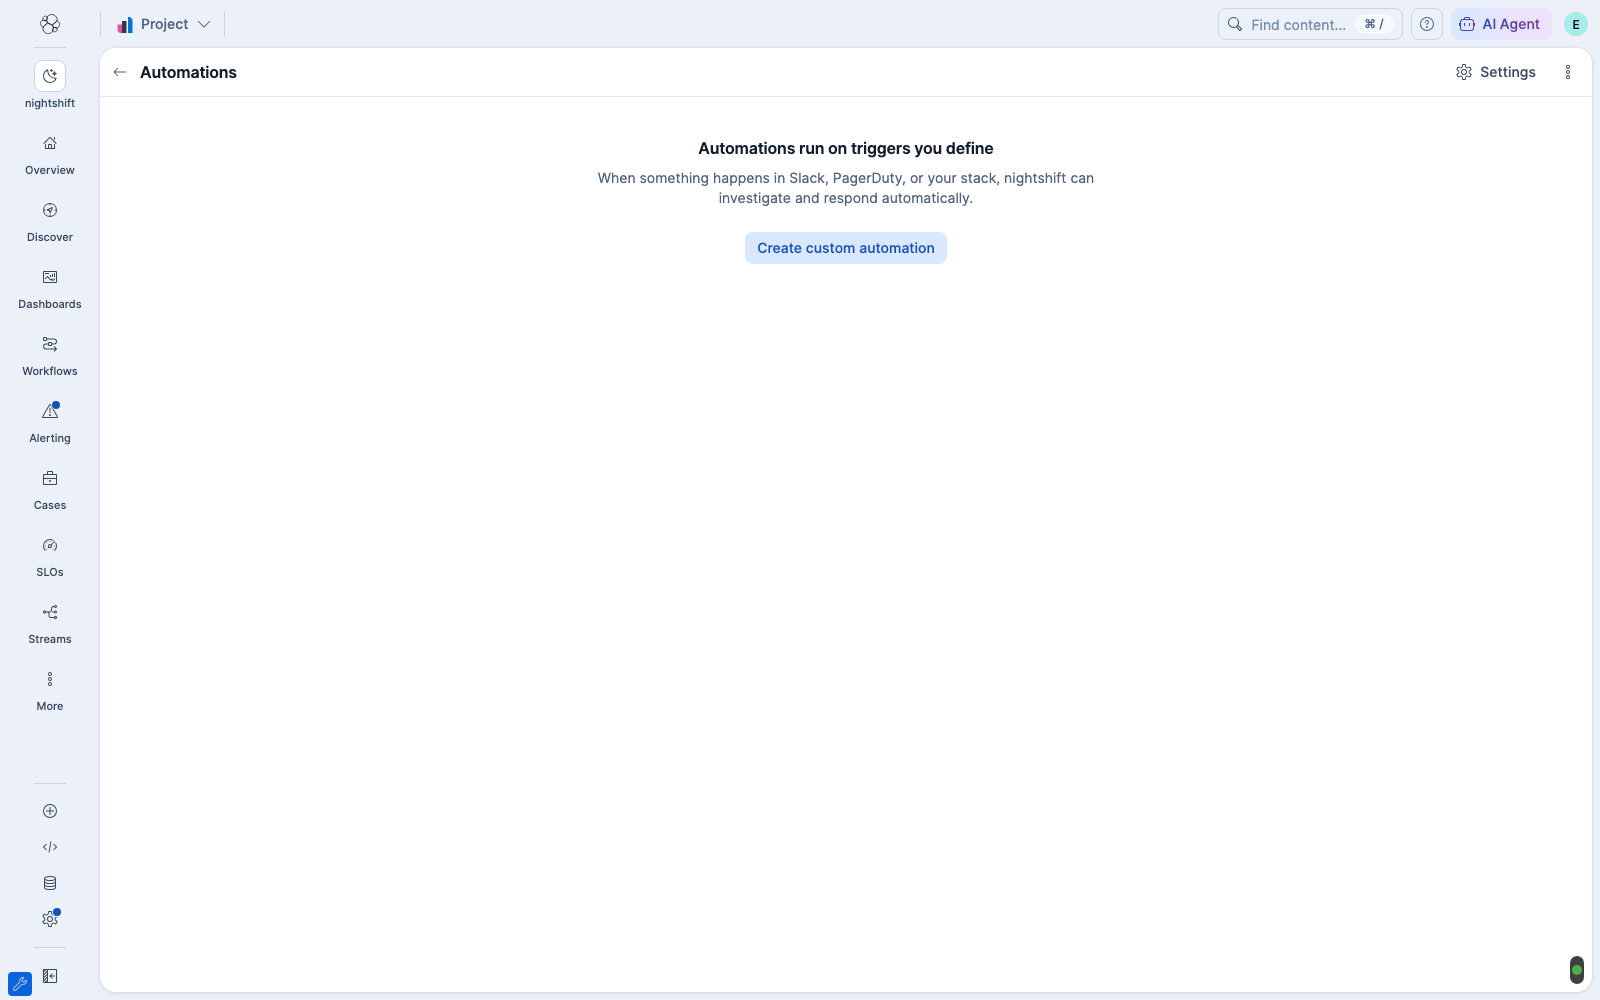 Project
Find content...
⌘ /
AI Agent
E
nightshift
Overview
Discover
Dashboards
Workflows
Alerting
Cases
SLOs
Streams
More
Automations
Settings
Automations run on triggers you define
When something happens in Slack, PagerDuty, or your stack, nightshift can
investigate and respond automatically.
Create custom automation